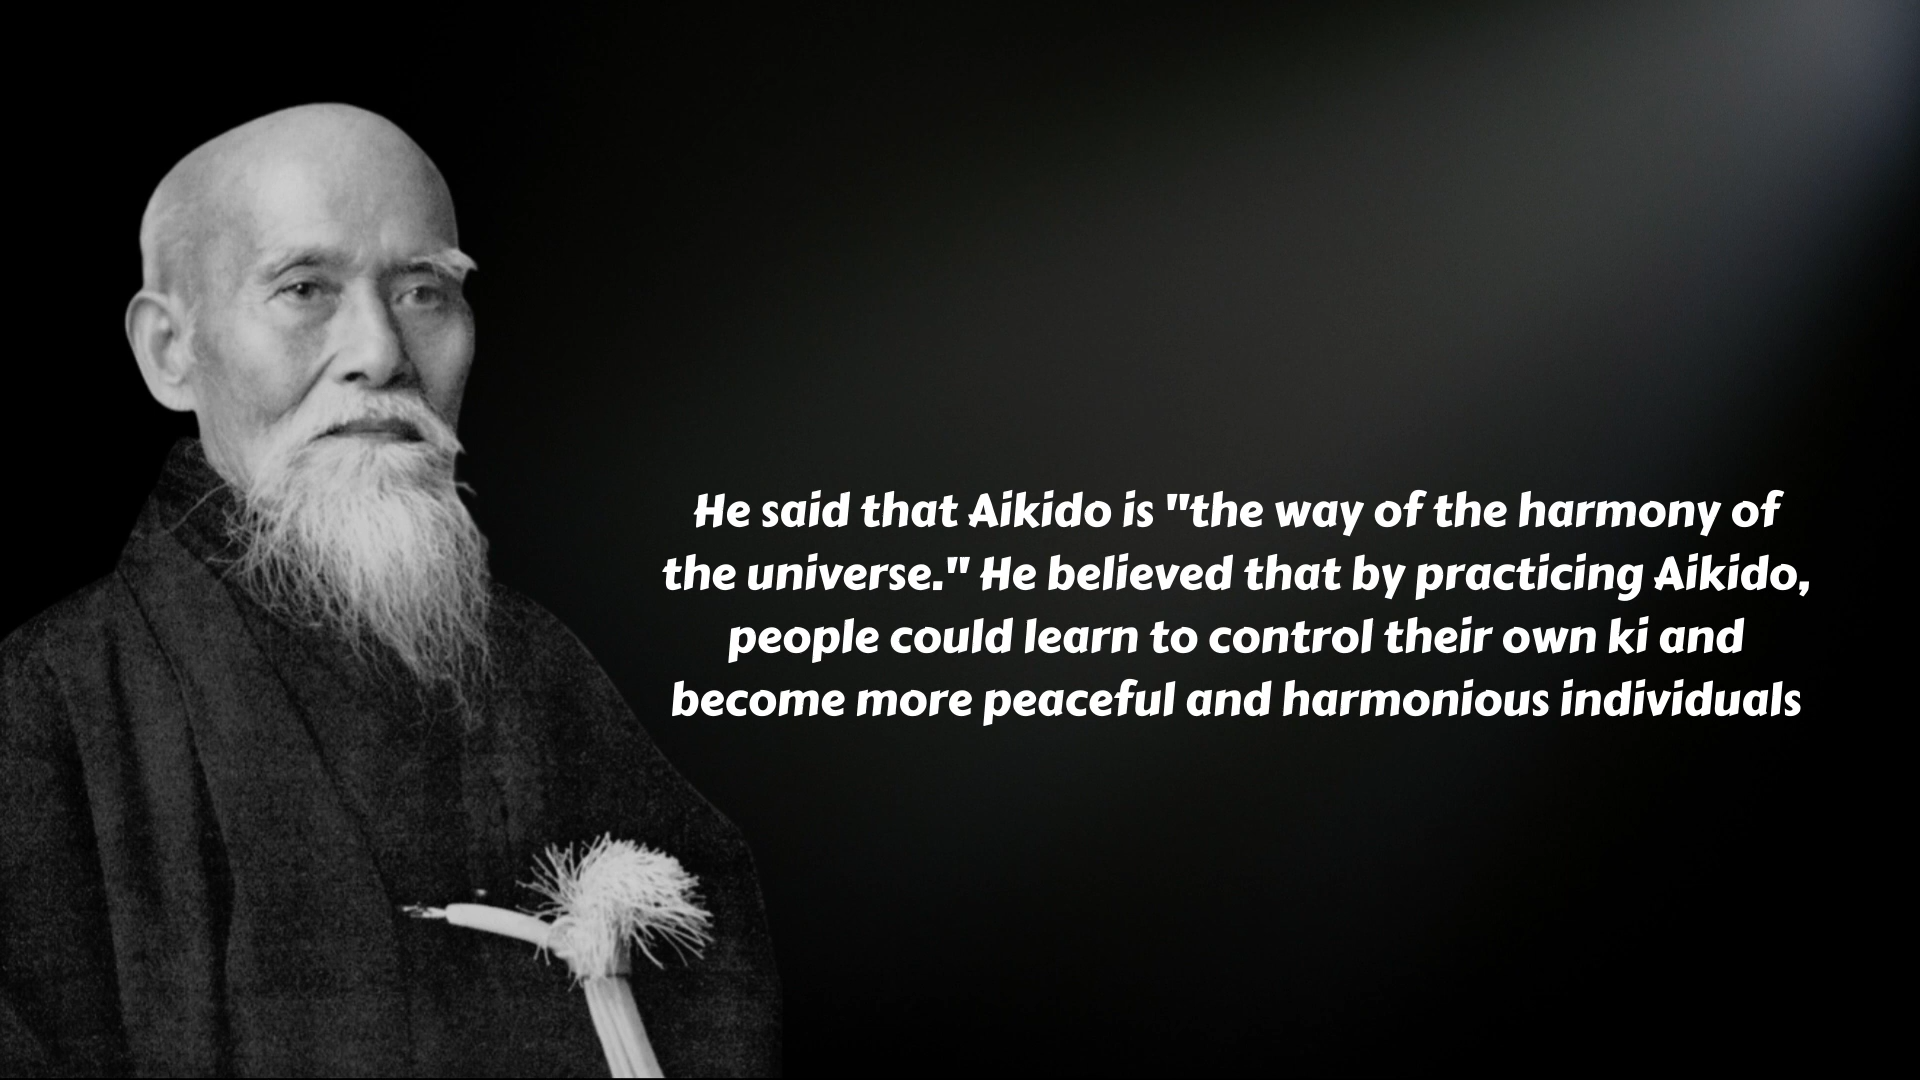 He said that Aikido is "the way of the harmony of
the universe." He believed that by practicing Aikido,
people could learn to control their own ki and
become more peaceful and harmonious individuals